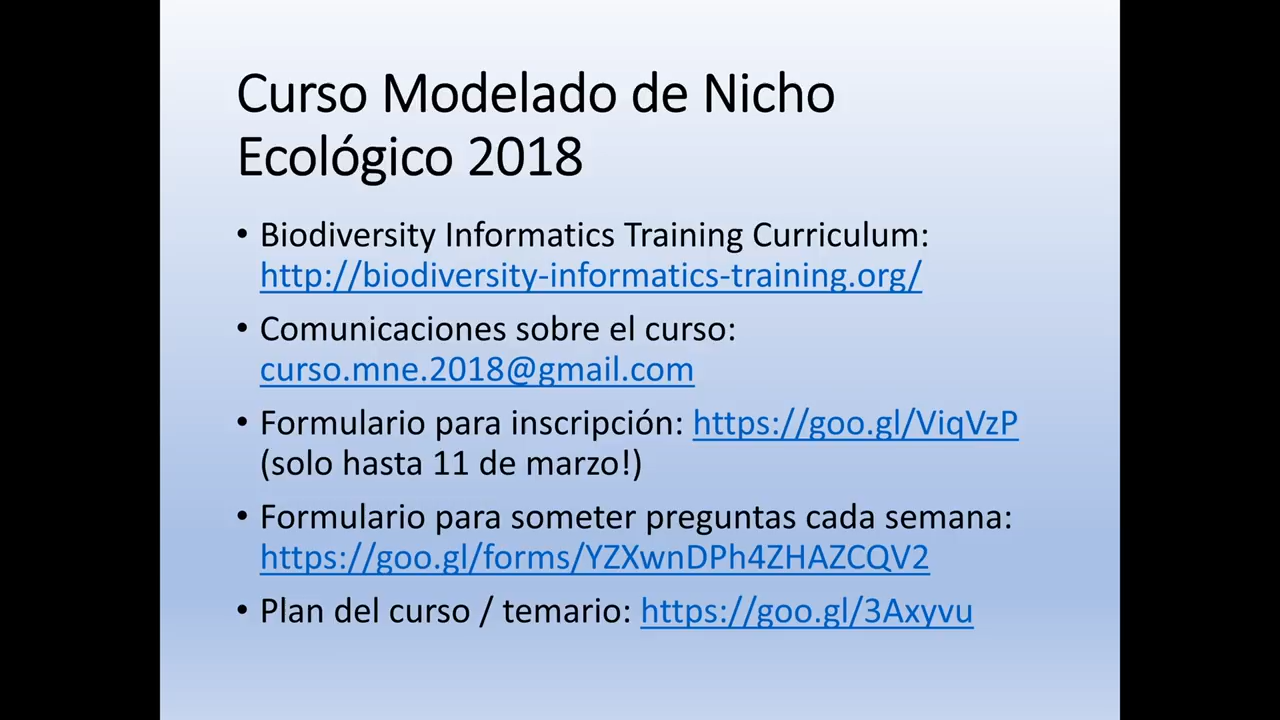 Curso Modelado de Nicho
Ecológico 2018
• Biodiversity Informatics Training Curriculum:
http://biodiversity-informatics-training.org/
• Comunicaciones sobre el curso:
curso.mne.2018@gmail.com
• Formulario para inscripción: https://goo.gl/ViqVzP
(solo hasta 11 de marzo!)
• Formulario para someter preguntas cada semana:
https://goo.gl/forms/YZXwnDPh4ZHAZCQV2
• Plan del curso / temario: https://goo.gl/3Axyvu